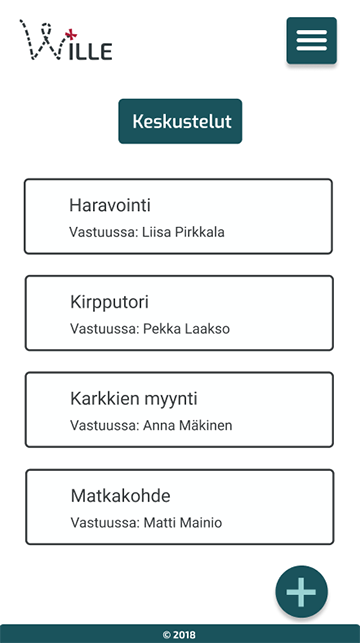 WILLE
Keskustelut
Haravointi
Vastuussa: Liisa Pirkkala
Kirpputori
Vastuussa: Pekka Laakso
Karkkien myynti
Vastuussa: Anna Mäkinen
Matkakohde
Vastuussa: Matti Mainio
© 2018